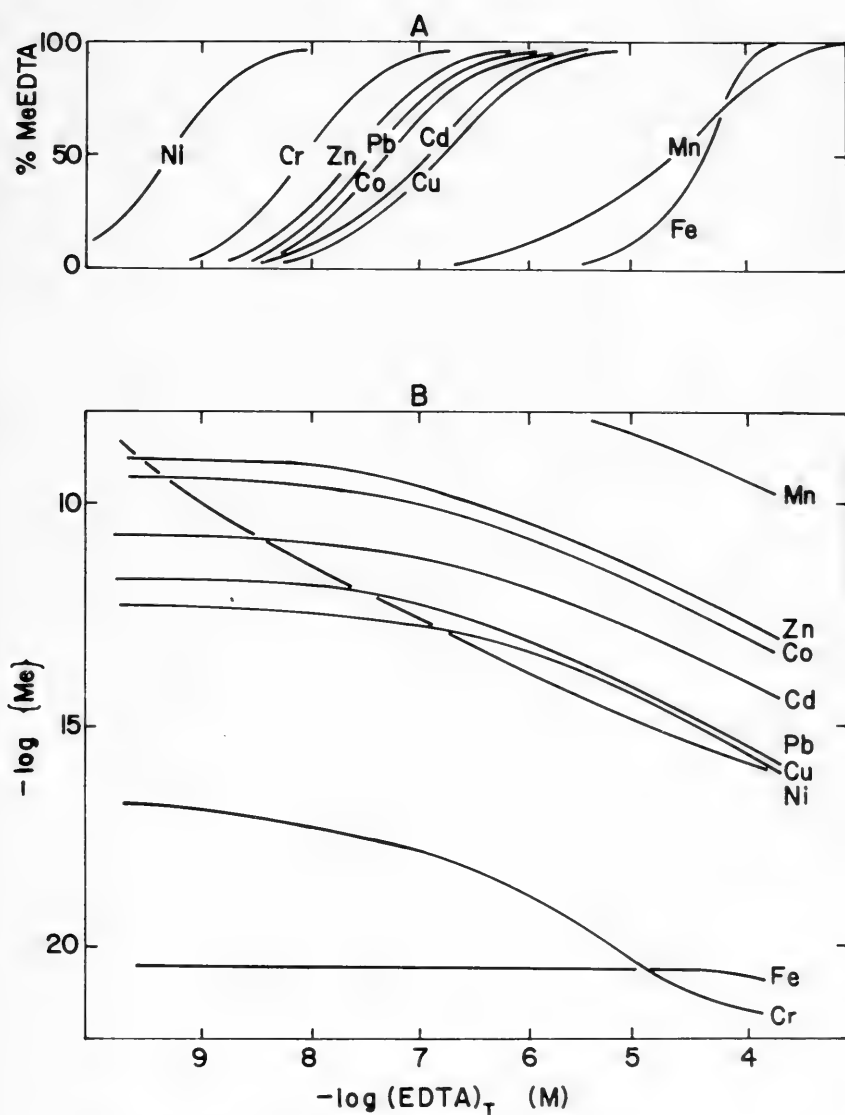 A
% MeEDTA
100
50
0
Ni
Cr
Zn
Pb
Co
Cd
Cu
Mn
Fe
B
-log {Me}
10
15
20
Mn
Zn
Co
Cd
Pb
Cu
Ni
Fe
Cr
9 8 7 6 5 4
-log (EDTA)T (M)